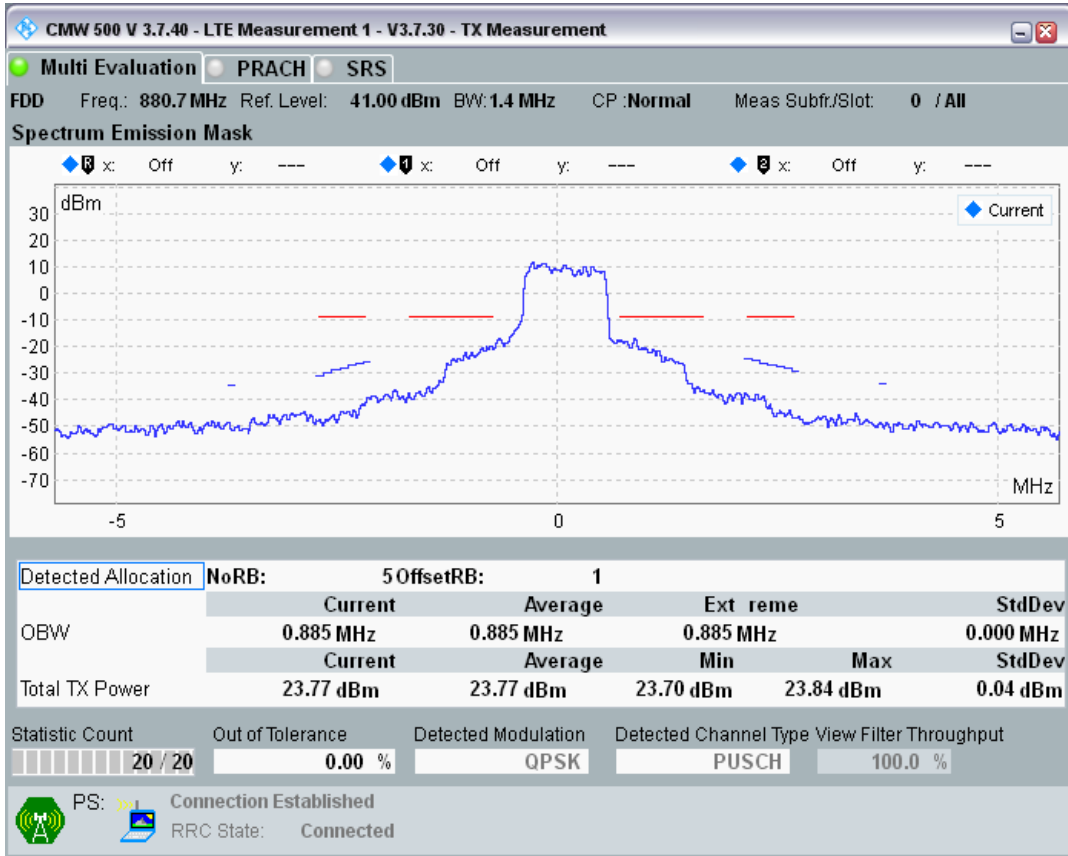 CMW 500 V 3.7.40 - LTE Measurement 1 - V3.7.30 - TX Measurement
Multi Evaluation PRACH SRS
FDD Freq.: 880.7 MHz Ref. Level: 41.00 dBm BW: 1.4 MHz CP :Normal Meas Subfr./Slot: 0 / All
Spectrum Emission Mask
R x: Off y: --- 1 x: Off y: --- 2 x: Off y: ---
dBm
Current
30
20
10
0
-10
-20
-30
-40
-50
-60
-70
MHz
-5 0 5
Detected Allocation NoRB: 5 OffsetRB: 1
Current Average Ext reme StdDev
OBW 0.885 MHz 0.885 MHz 0.885 MHz 0.000 MHz
Current Average Min Max StdDev
Total TX Power 23.77 dBm 23.77 dBm 23.70 dBm 23.84 dBm 0.04 dBm
Statistic Count Out of Tolerance Detected Modulation Detected Channel Type View Filter Throughput
20 / 20 0.00 % QPSK PUSCH 100.0 %
PS: Connection Established
RRC State: Connected